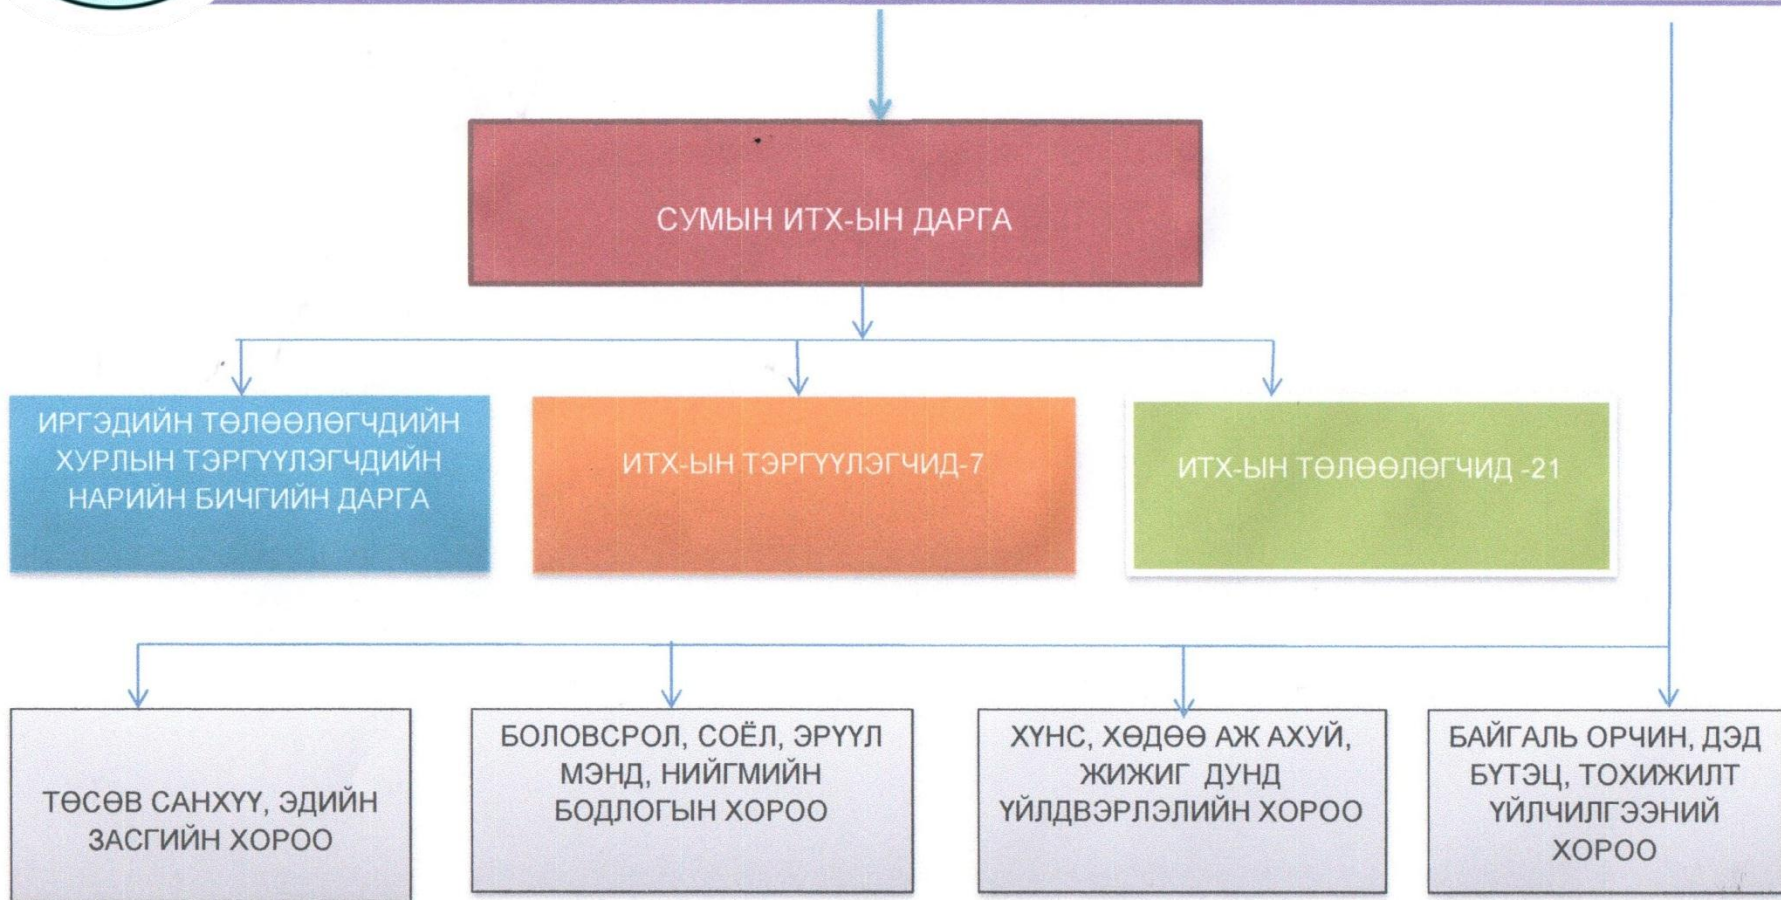 СУМЫН ИТХ-ЫН ДАРГА
ИРГЭДИЙН ТӨЛӨӨЛӨГЧДИЙН
ХУРЛЫН ТЭРГҮҮЛЭГЧДИЙН
НАРИЙН БИЧГИЙН ДАРГА
ИТХ-ЫН ТЭРГҮҮЛЭГЧИД-7
ИТХ-ЫН ТӨЛӨӨЛӨГЧИД -21
ТӨСӨВ САНХҮҮ, ЭДИЙН
ЗАСГИЙН ХОРОО
БОЛОВСРОЛ, СОЁЛ, ЭРҮҮЛ
МЭНД, НИЙГМИЙН
БОДЛОГЫН ХОРОО
ХҮНС, ХӨДӨӨ АЖ АХУЙ,
ЖИЖИГ ДУНД
ҮЙЛДВЭРЛЭЛИЙН ХОРОО
БАЙГАЛЬ ОРЧИН, ДЭД
БҮТЭЦ, ТОХИЖИЛТ
ҮЙЛЧИЛГЭЭНИЙ
ХОРОО